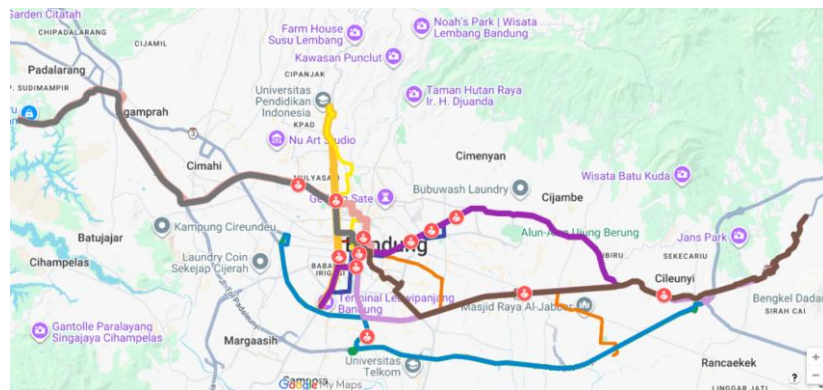 Garden Citatah
CHIPADALARANG
CIJAMIL
Farm House
Susu Lembang
Noah's Park | Wisata
Lembang Bandung
Kawasan Punclut
Padalarang
P. SUDIMAMPIR
CIPANJAK
Universitas
Pendidikan
Indonesia
Taman Hutan Raya
Ir. H. Djuanda
gamprah
KPAD
Nu Art Studio
3
Cimahi
Cimenyan
Wisata Batu Kuda
Bubuwash Laundry
Cijambe
Kampung Cireundeu
Batujajar
Alun-Alun Ujung Berung
Jans Park
Cihampelas
Laundry Coin
Sekejap Cijerah
SEKECARIU
Cileunyi
Terminal Leuwipanjang
Bandung
Masjid Raya Al-Jabbar
Bengkel Dadan
SIRAH CAI
Gantolle Paralayang
Singajaya Cihampelas
Margaasih
Universitas
Telkom
Rancaekek
Google My Maps
LINGGAR JATI
+
−
?